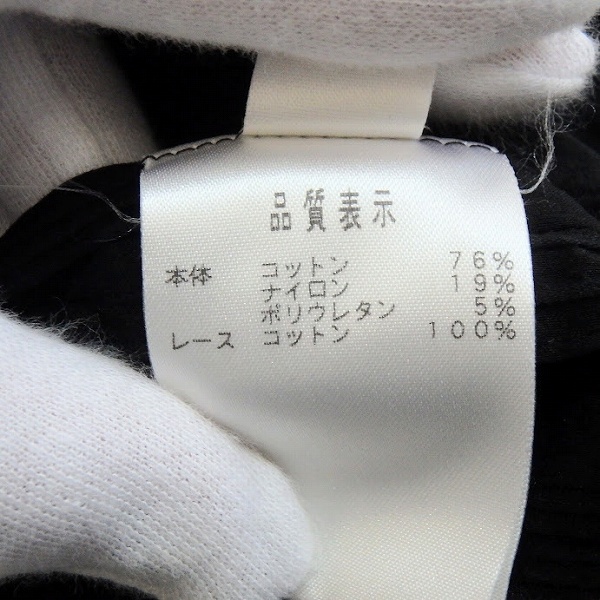 品質表示
本体 コットン 76%
ナイロン 19%
ポリウレタン 5%
レース コットン 100%